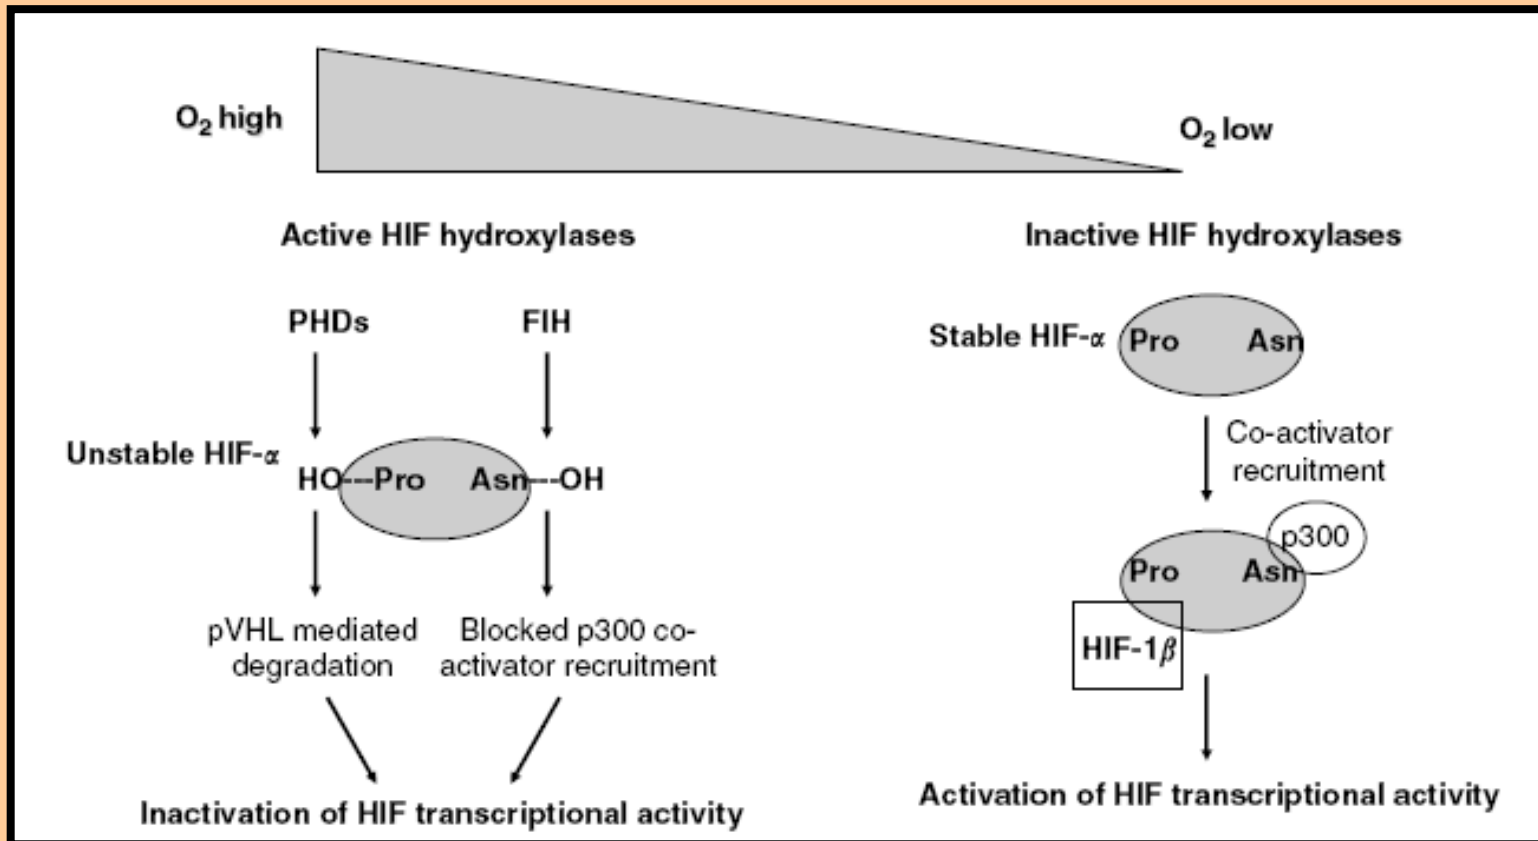 O₂ high
O₂ low
Active HIF hydroxylases
Inactive HIF hydroxylases
PHDs
FIH
Unstable HIF-α
HO---Pro
Asn---OH
pVHL mediated
degradation
Blocked p300 co-
activator recruitment
Inactivation of HIF transcriptional activity
Stable HIF-α
Pro
Asn
Co-activator
recruitment
p300
Pro
Asn
HIF-1β
Activation of HIF transcriptional activity